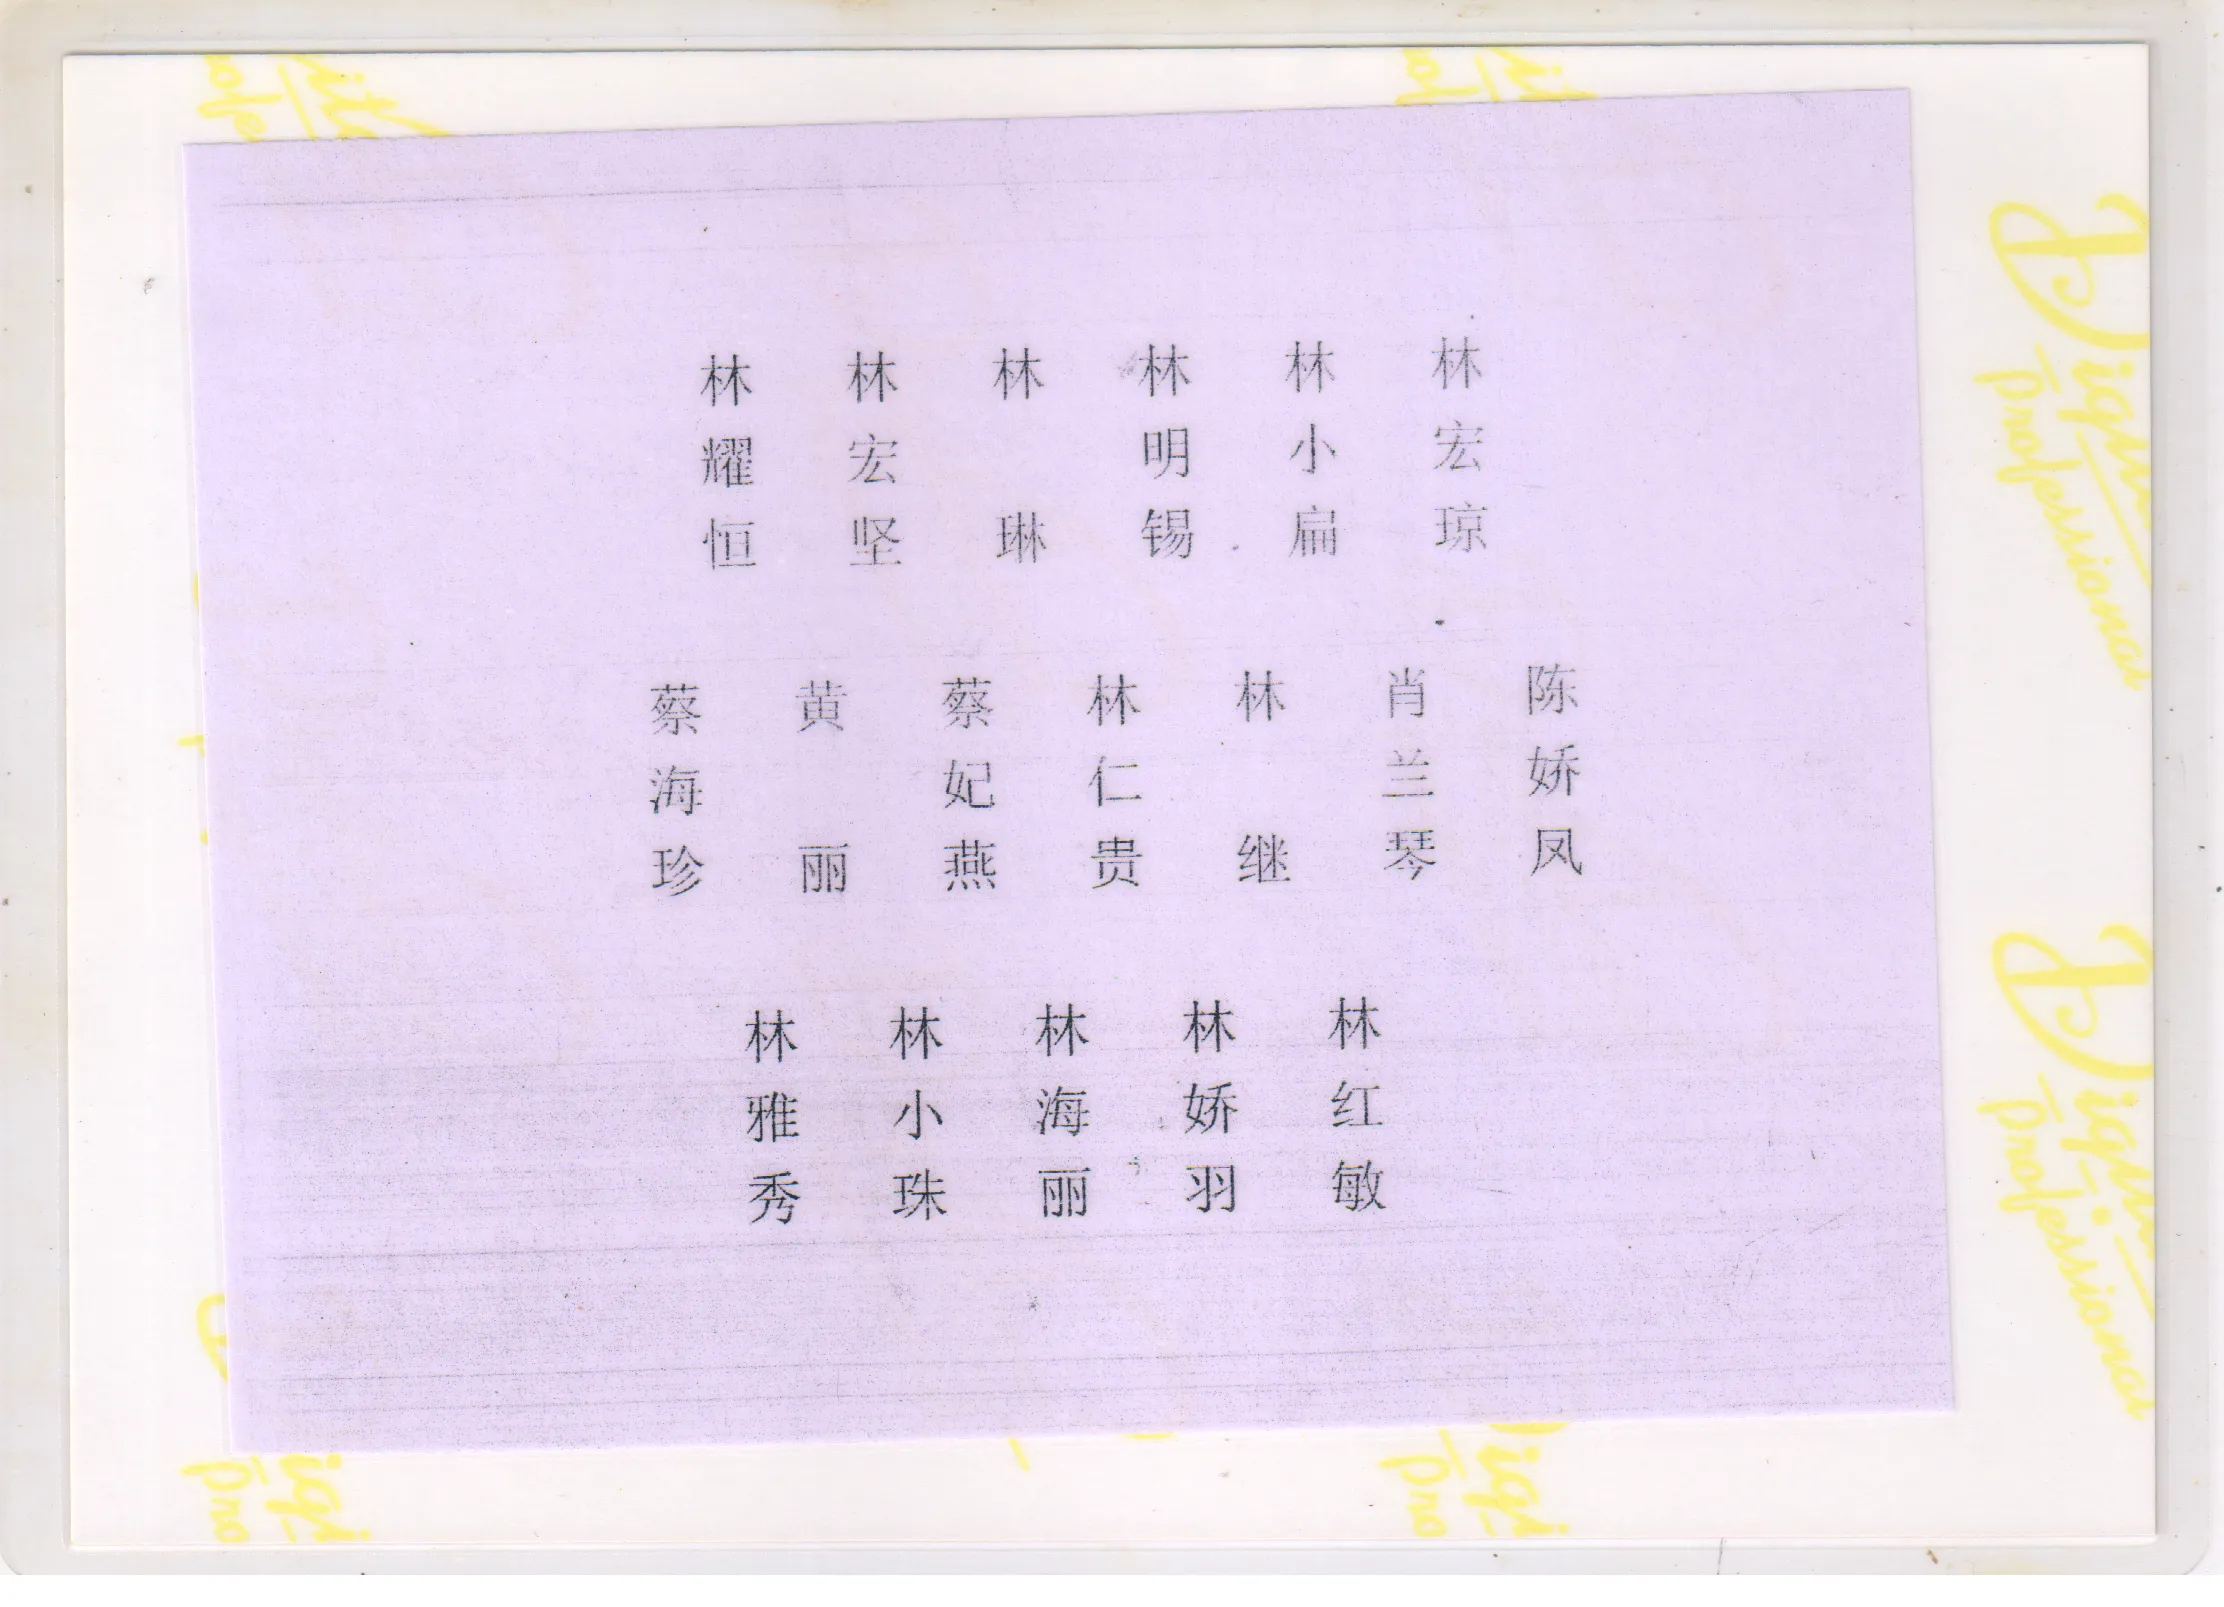 林耀恒
林宏坚
林琳
林明锡
林小扁
林宏琼
蔡海珍
黄丽
蔡妃燕
林仁贵
林继
肖兰琴
陈娇凤
林雅秀
林小珠
林海丽
林娇羽
林红敏
Digital
Professional
Digital
Professional